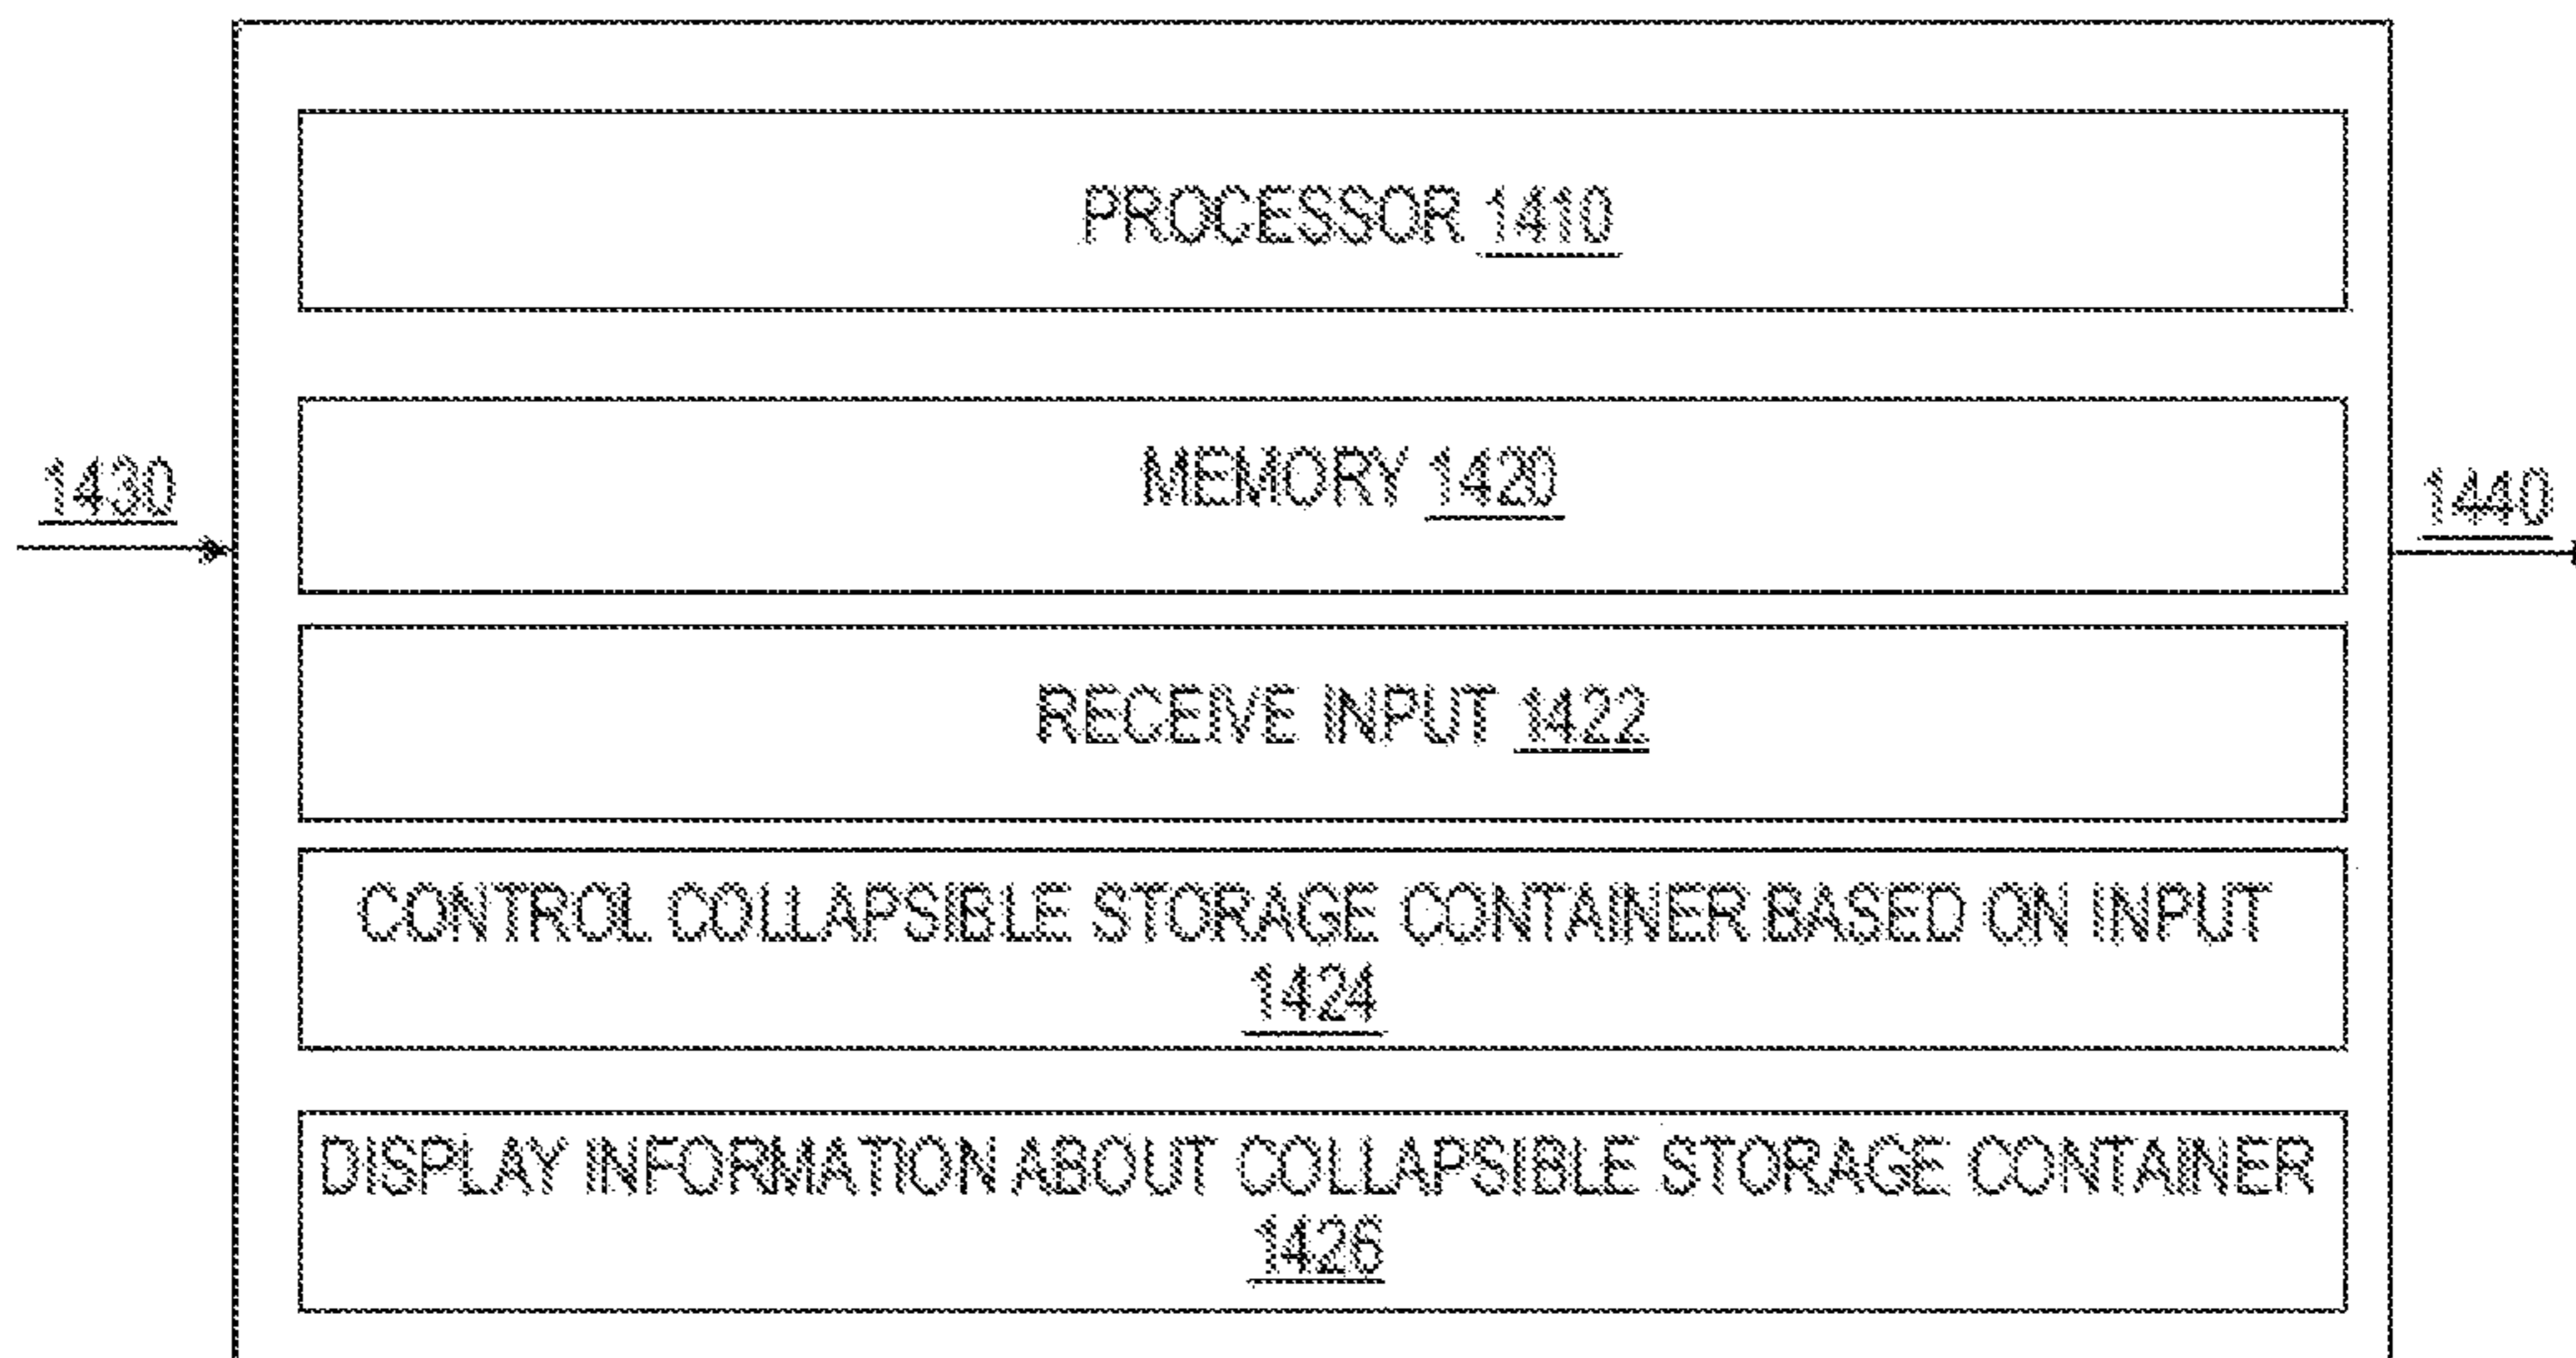 PROCESSOR 1410
MEMORY 1420
1430
1440
RECEIVE INPUT 1422
CONTROL COLLAPSIBLE STORAGE CONTAINER BASED ON INPUT
1424
DISPLAY INFORMATION ABOUT COLLAPSIBLE STORAGE CONTAINER
1426